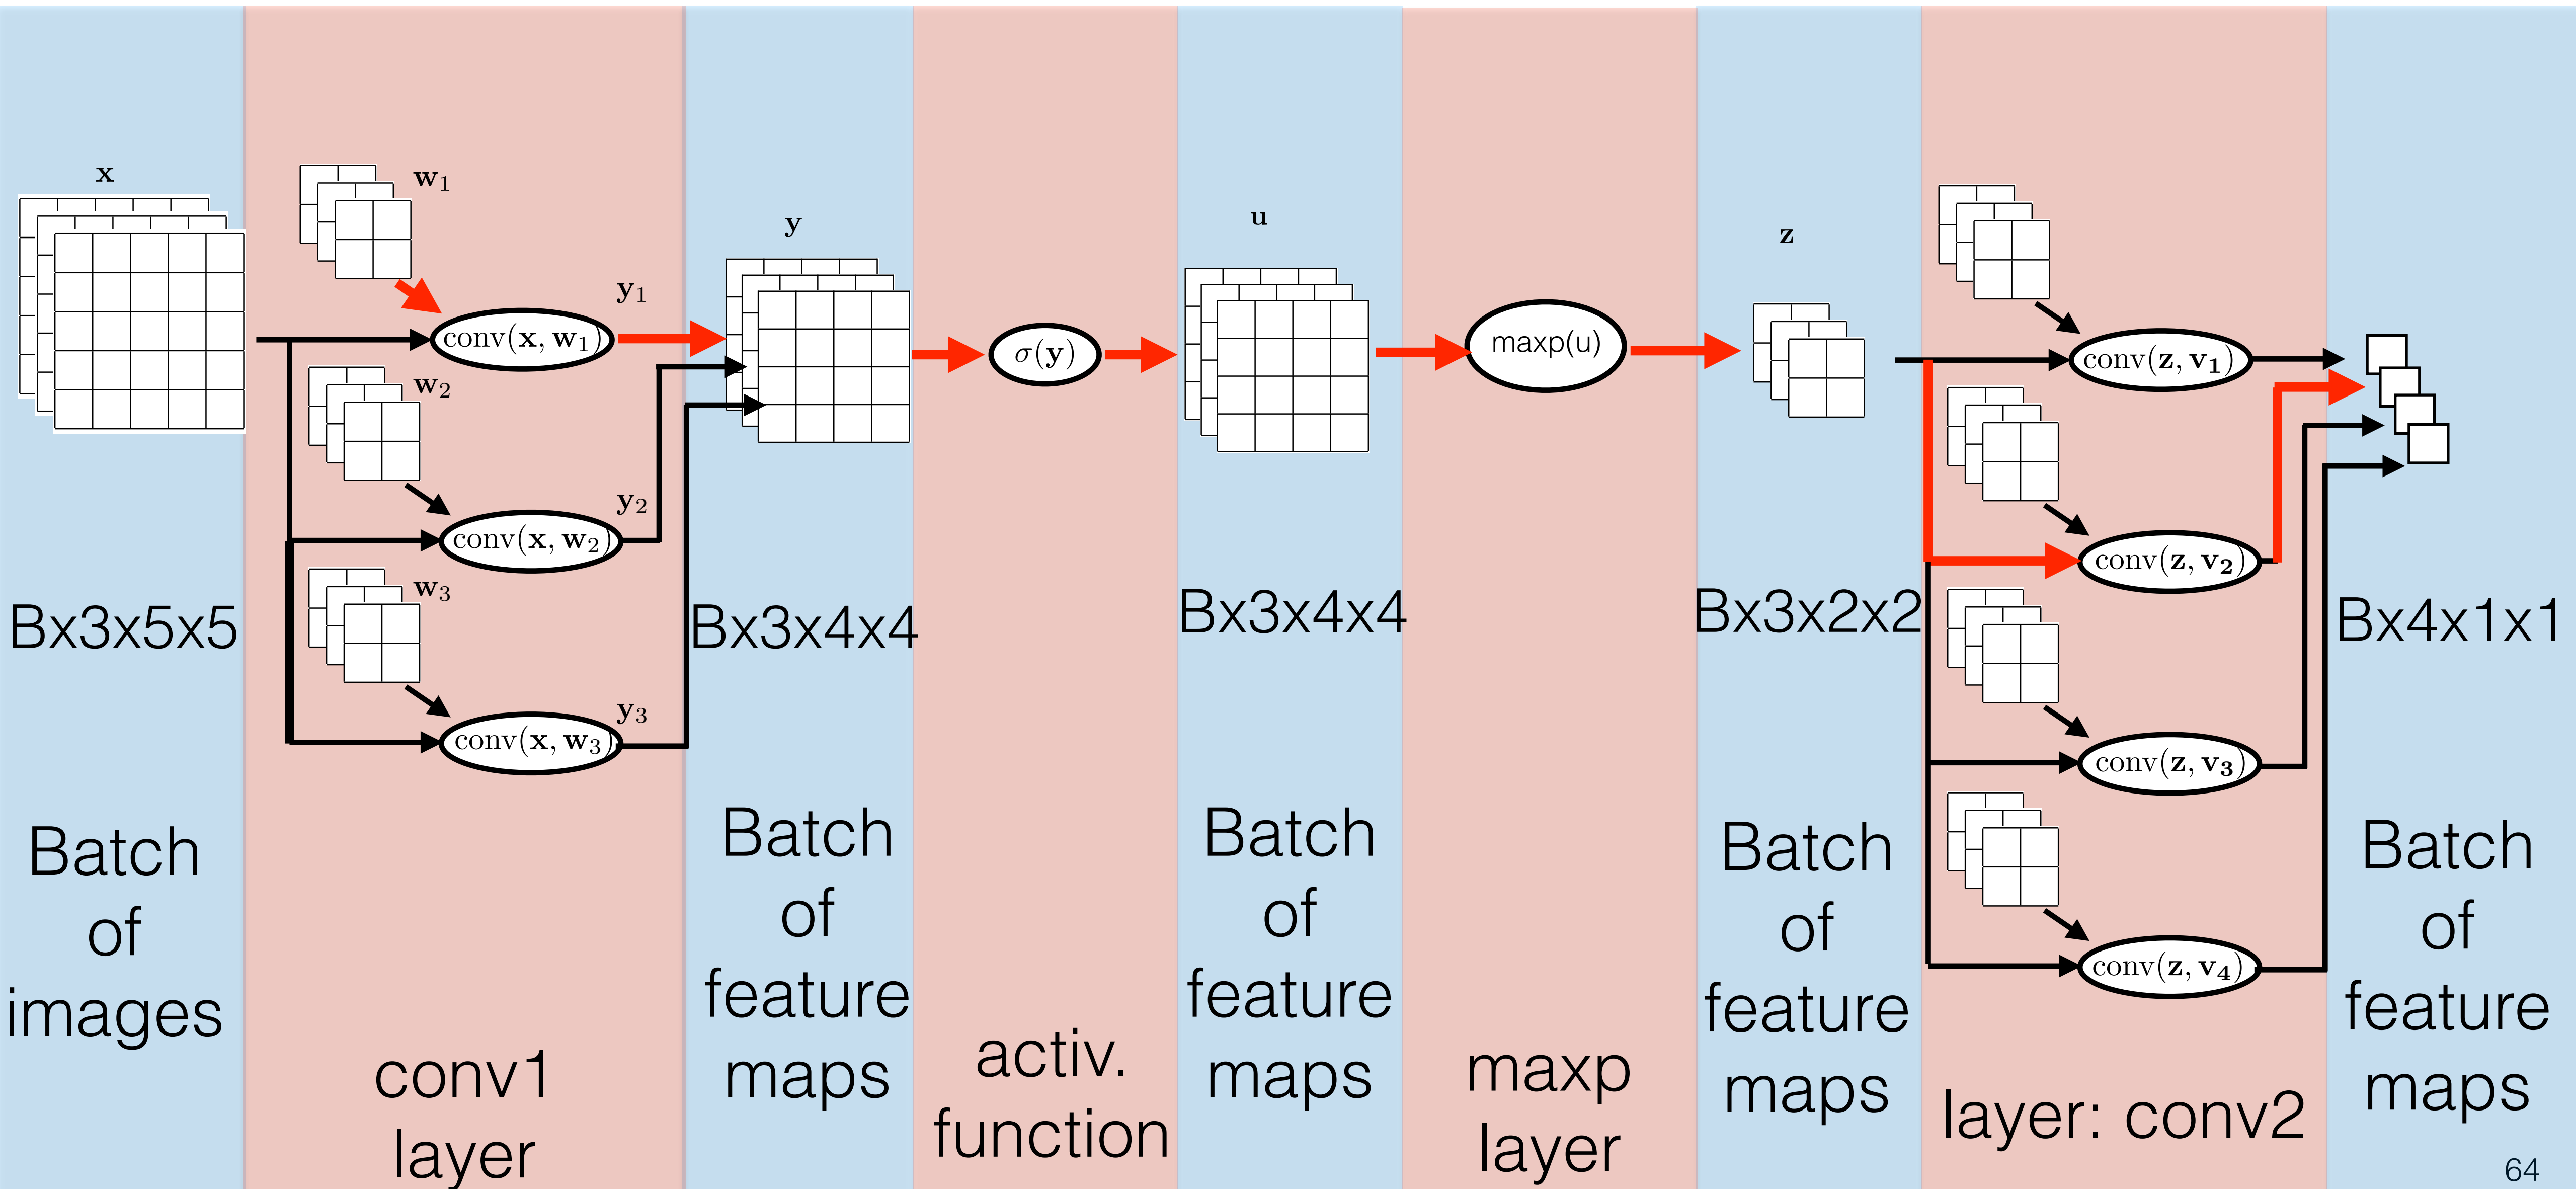 x
w₁
w₂
w₃
conv(x, w₁)
conv(x, w₂)
conv(x, w₃)
y₁
y₂
y₃
y
σ(y)
u
maxp(u)
z
conv(z, v₁)
conv(z, v₂)
conv(z, v₃)
conv(z, v₄)
Bx3x5x5
Bx3x4x4
Bx3x4x4
Bx3x2x2
Bx4x1x1
Batch
of
images
conv1
layer
Batch
of
feature
maps
activ.
function
Batch
of
feature
maps
maxp
layer
Batch
of
feature
maps
layer: conv2
Batch
of
feature
maps
64